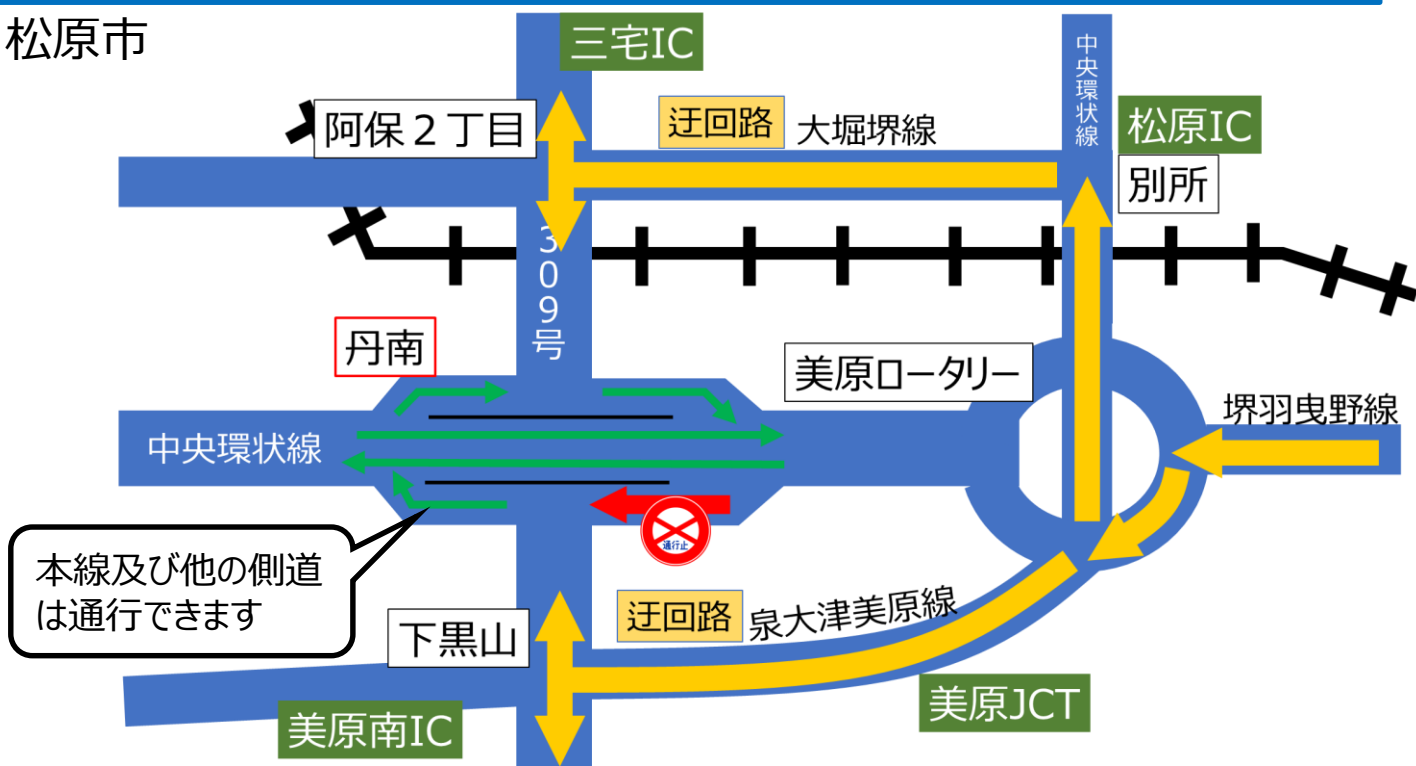 松原市
三宅IC
中央環状線
阿保２丁目
迂回路
大堀堺線
松原IC
別所
309号
丹南
美原ロータリー
堺羽曳野線
中央環状線
通行止
本線及び他の側道
は通行できます
下黒山
迂回路
泉大津美原線
美原南IC
美原JCT